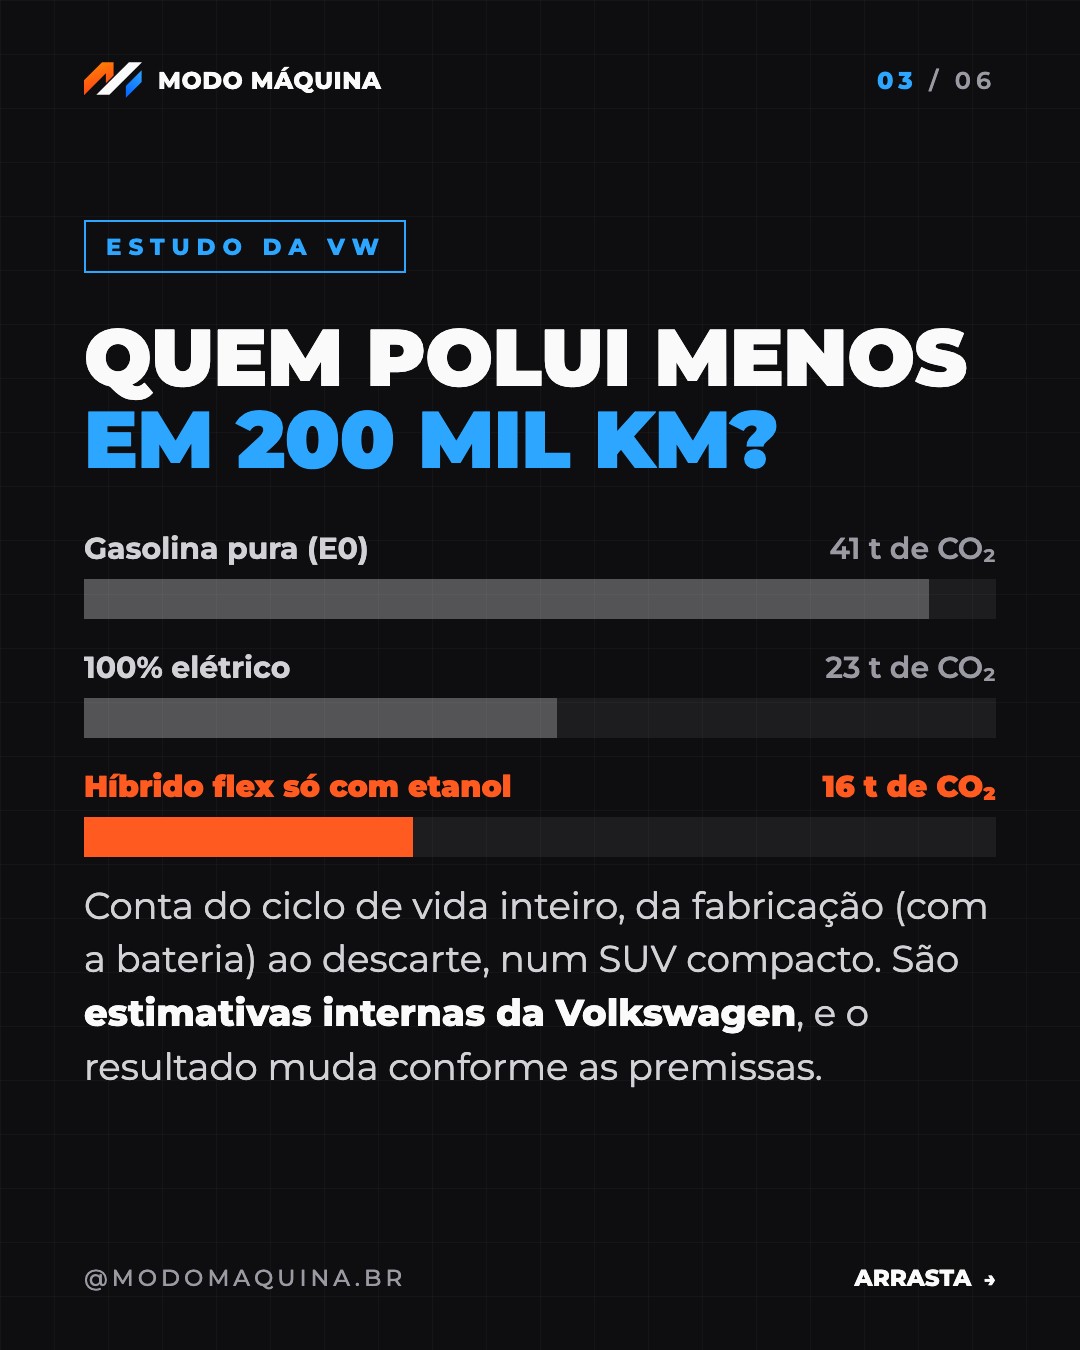 MODO MÁQUINA
03 / 06
ESTUDO DA VW
QUEM POLUI MENOS
EM 200 MIL KM?
Gasolina pura (E0)
41 t de CO₂
100% elétrico
23 t de CO₂
Híbrido flex só com etanol
16 t de CO₂
Conta do ciclo de vida inteiro, da fabricação (com
a bateria) ao descarte, num SUV compacto. São
estimativas internas da Volkswagen, e o
resultado muda conforme as premissas.
@MODOMAQUINA.BR
ARRASTA →